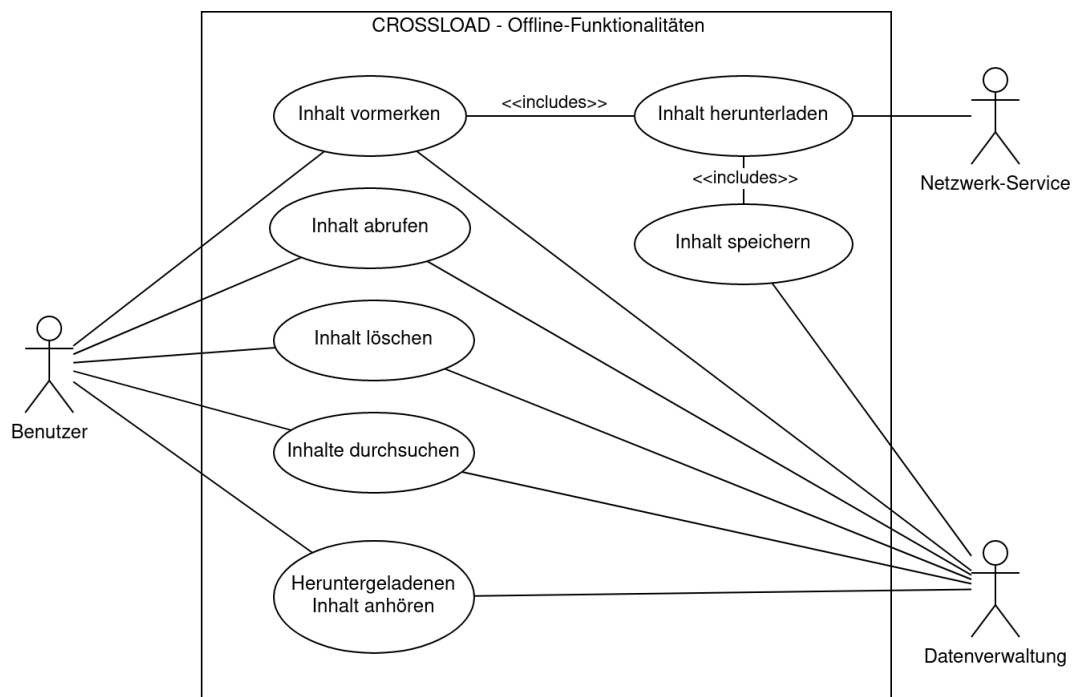 CROSSLOAD - Offline-Funktionalitäten
Inhalt vormerken
<<includes>>
Inhalt herunterladen
Netzwerk-Service
<<includes>>
Inhalt abrufen
Inhalt speichern
Inhalt löschen
Benutzer
Inhalte durchsuchen
Heruntergeladenen
Inhalt anhören
Datenverwaltung